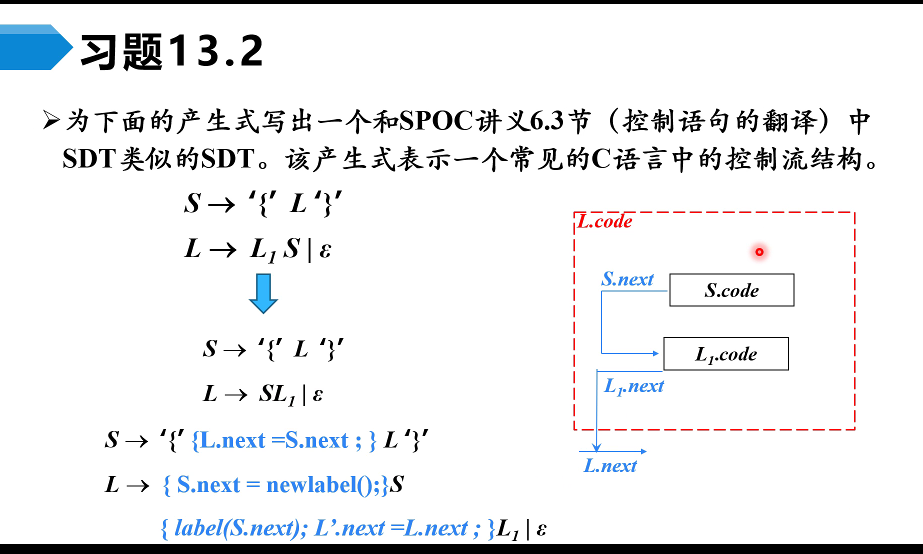 习题13.2
➢为下面的产生式写出一个和SPOC讲义6.3节（控制语句的翻译）中
SDT类似的SDT。该产生式表示一个常见的C语言中的控制流结构。
S → ‘{’ L ‘}’
L → L₁ S | ε
S → ‘{’ L ‘}’
L → SL₁ | ε
S → ‘{’ {L.next =S.next ; } L ‘}’
L → { S.next = newlabel();}S
{ label(S.next); L’.next =L.next ; }L₁ | ε
L.code
S.next
S.code
L₁.code
L₁.next
L.next